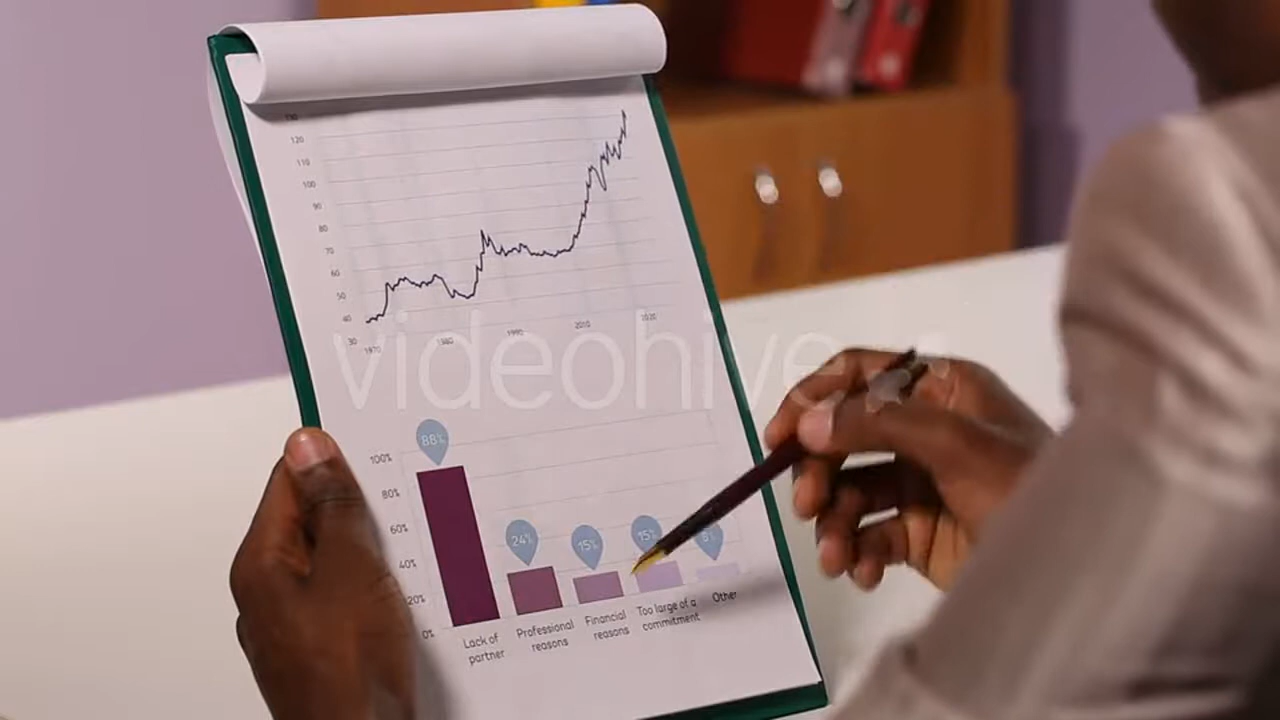 130
120
110
100
90
80
70
60
50
40
30
1970
1980
1990
2010
2020
videohive
88%
100%
80%
60%
40%
20%
0%
24%
15%
15%
Lack of
partner
Professional
reasons
Financial
reasons
Too large of a
commitment
Other